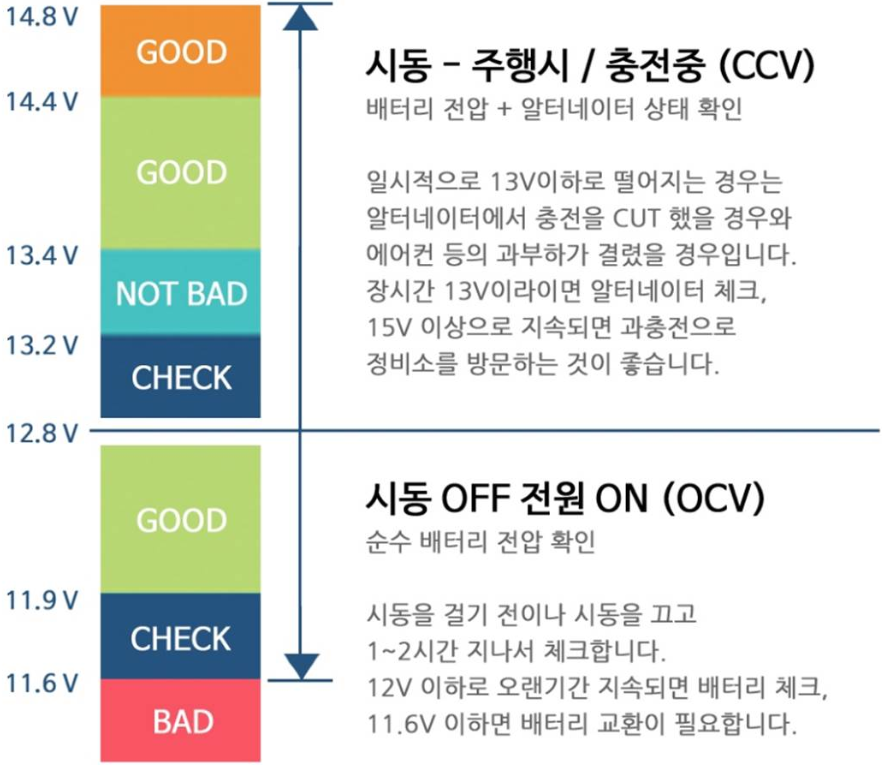 14.8 V
GOOD
14.4 V
GOOD
13.4 V
NOT BAD
13.2 V
CHECK
12.8 V
시동 - 주행시 / 충전중 (CCV)
배터리 전압 + 알터네이터 상태 확인
일시적으로 13V이하로 떨어지는 경우는
알터네이터에서 충전을 CUT 했을 경우와
에어컨 등의 과부하가 결렸을 경우입니다.
장시간 13V이라이면 알터네이터 체크,
15V 이상으로 지속되면 과충전으로
정비소를 방문하는 것이 좋습니다.
GOOD
11.9 V
CHECK
11.6 V
BAD
시동 OFF 전원 ON (OCV)
순수 배터리 전압 확인
시동을 걸기 전이나 시동을 끄고
1~2시간 지나서 체크합니다.
12V 이하로 오랜기간 지속되면 배터리 체크,
11.6V 이하면 배터리 교환이 필요합니다.